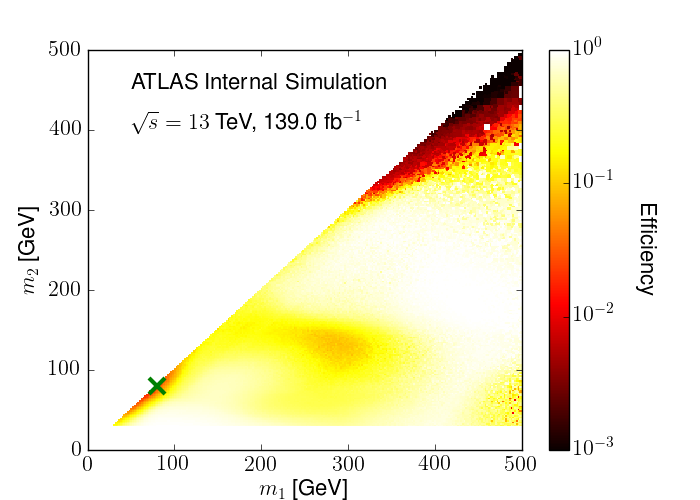 ATLAS Internal Simulation
√s = 13 TeV, 139.0 fb⁻¹
500
400
300
200
100
0
m₂ [GeV]
0 100 200 300 400 500
m₁ [GeV]
10⁰
10⁻¹
10⁻²
10⁻³
Efficiency